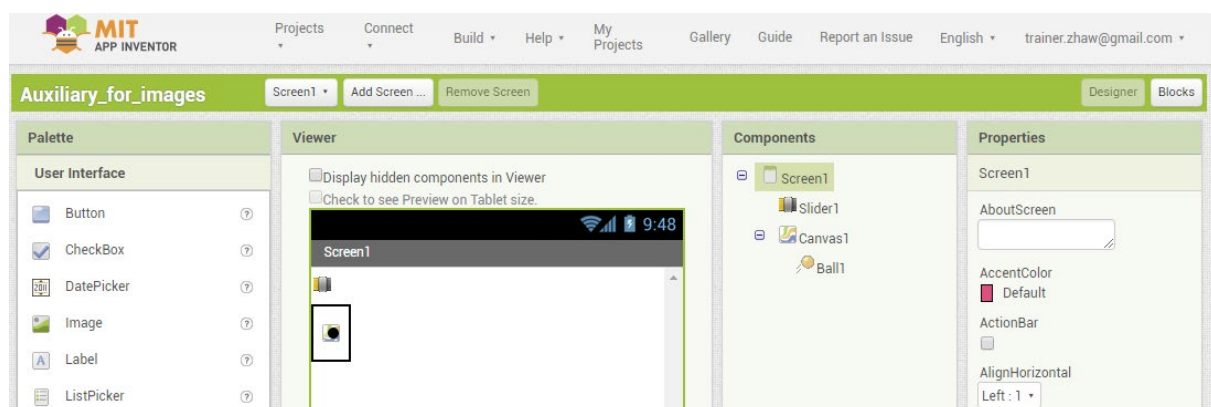 MIT
APP INVENTOR
Projects
Connect
Build
Help
My
Projects
Gallery
Guide
Report an Issue
English
trainer.zhaw@gmail.com
Auxiliary_for_images
Screen1
Add Screen ...
Remove Screen
Designer
Blocks
Palette
User Interface
Button
?
CheckBox
?
DatePicker
?
Image
?
Label
?
ListPicker
?
Viewer
Display hidden components in Viewer
Check to see Preview on Tablet size.
9:48
Screen1
Components
Screen1
Slider1
Canvas1
Ball1
Properties
Screen1
AboutScreen
AccentColor
Default
ActionBar
AlignHorizontal
Left : 1